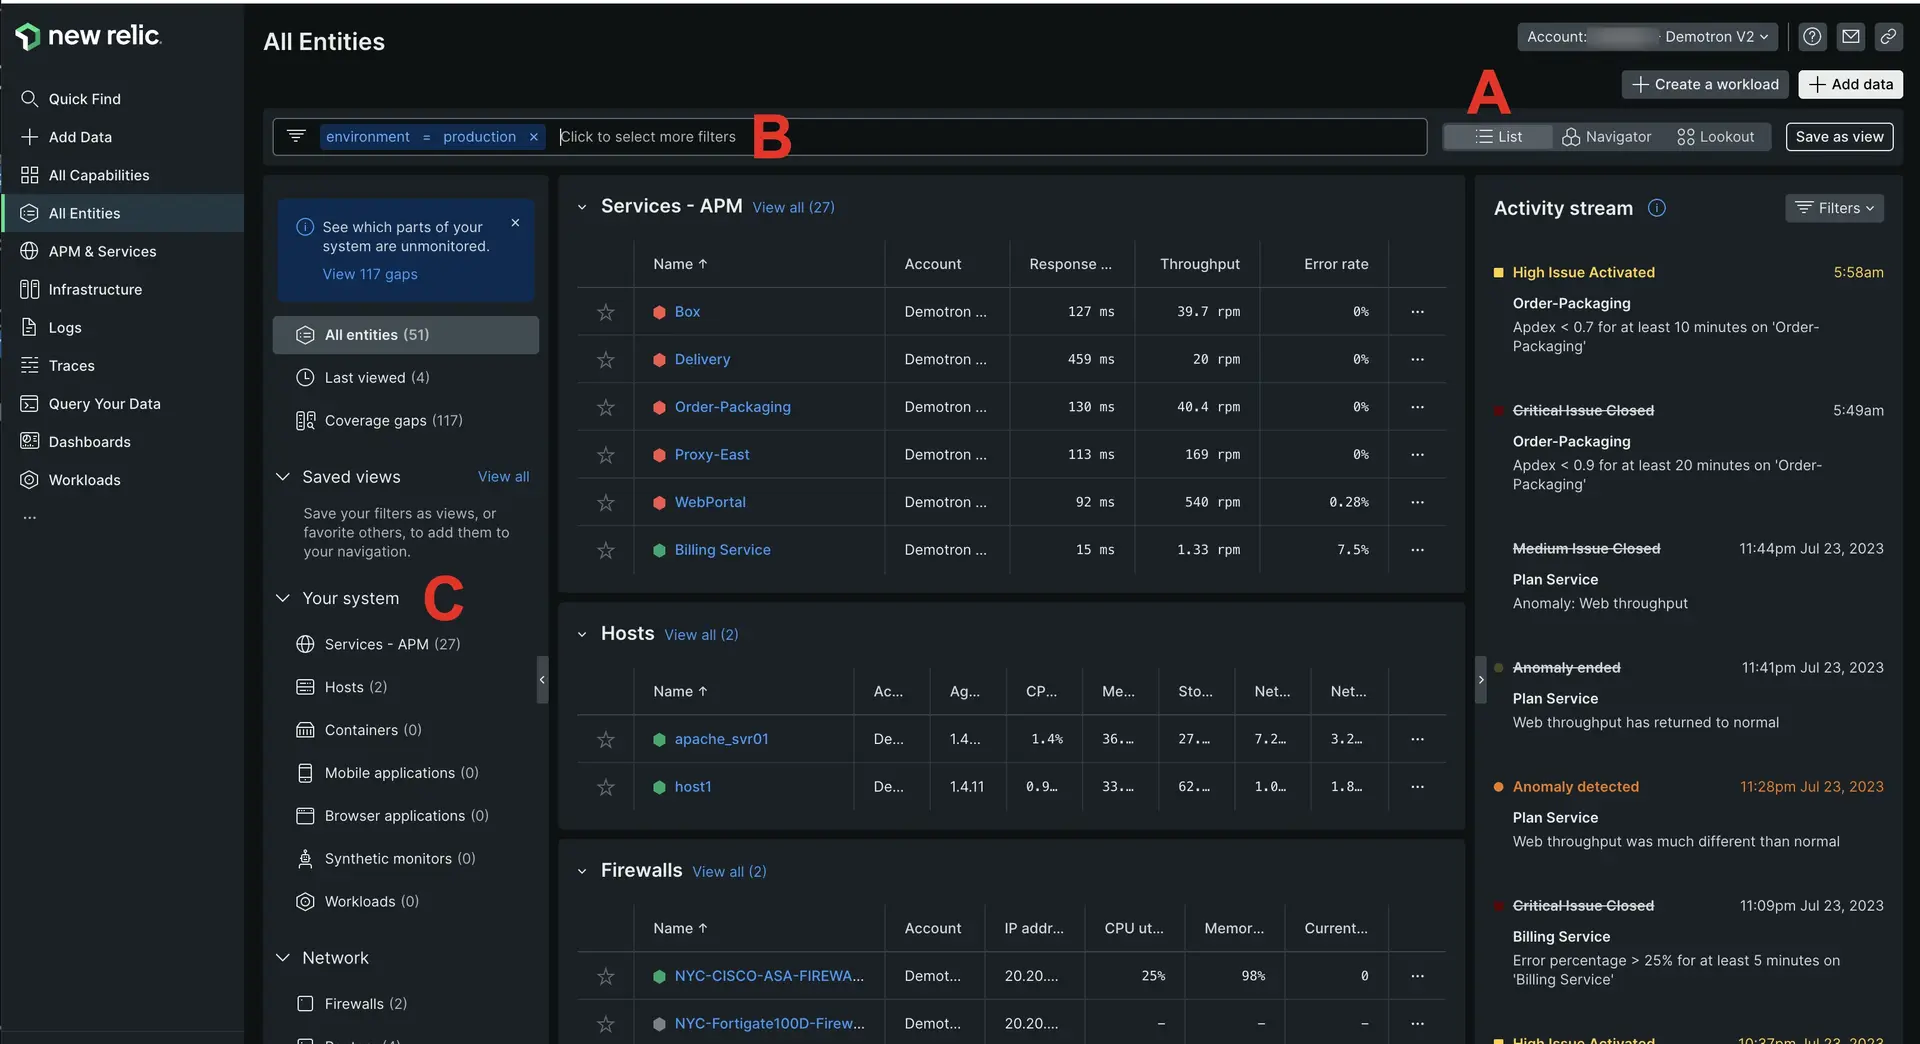 new relic.
Quick Find
Add Data
All Capabilities
All Entities
APM & Services
Infrastructure
Logs
Traces
Query Your Data
Dashboards
Workloads
...
All Entities
Account: - Demotron V2
Create a workload
Add data
A
environment = production ×
Click to select more filters
B
List
Navigator
Lookout
Save as view
See which parts of your
system are unmonitored.
View 117 gaps
All entities (51)
Last viewed (4)
Coverage gaps (117)
Saved views View all
Save your filters as views, or
favorite others, to add them to
your navigation.
Your system
C
Services - APM (27)
Hosts (2)
Containers (0)
Mobile applications (0)
Browser applications (0)
Synthetic monitors (0)
Workloads (0)
Network
Firewalls (2)
Services - APM View all (27)
Name ↑ Account Response ... Throughput Error rate
Box Demotron ... 127 ms 39.7 rpm 0% ...
Delivery Demotron ... 459 ms 20 rpm 0% ...
Order-Packaging Demotron ... 130 ms 40.4 rpm 0% ...
Proxy-East Demotron ... 113 ms 169 rpm 0% ...
WebPortal Demotron ... 92 ms 540 rpm 0.28% ...
Billing Service Demotron ... 15 ms 1.33 rpm 7.5% ...
Hosts View all (2)
Name ↑ Ac... Ag... CP... Me... Sto... Net... Net...
apache_svr01 De... 1.4... 1.4% 36.... 27.... 7.2... 3.2... ...
host1 De... 1.4.11 0.9... 33.... 62.... 1.0... 1.8... ...
Firewalls View all (2)
Name ↑ Account IP addr... CPU ut... Memor... Current...
NYC-CISCO-ASA-FIREWA... Demot... 20.20.... 25% 98% 0 ...
NYC-Fortigate100D-Firew... Demot... 20.20.... – – – ...
Activity stream
Filters
High Issue Activated 5:58am
Order-Packaging
Apdex < 0.7 for at least 10 minutes on 'Order-
Packaging'
Critical Issue Closed 5:49am
Order-Packaging
Apdex < 0.9 for at least 20 minutes on 'Order-
Packaging'
Medium Issue Closed 11:44pm Jul 23, 2023
Plan Service
Anomaly: Web throughput
Anomaly ended 11:41pm Jul 23, 2023
Plan Service
Web throughput has returned to normal
Anomaly detected 11:28pm Jul 23, 2023
Plan Service
Web throughput was much different than normal
Critical Issue Closed 11:09pm Jul 23, 2023
Billing Service
Error percentage > 25% for at least 5 minutes on
'Billing Service'
High Issue Activated 10:37pm Jul 23, 2023